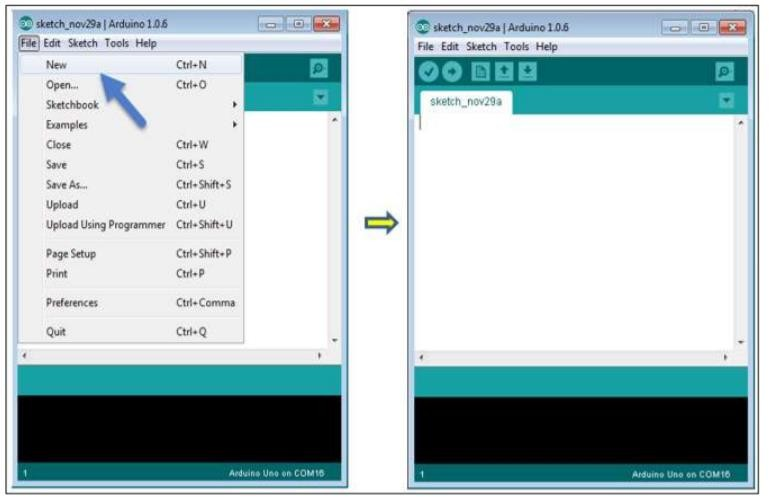 sketch_nov29a | Arduino 1.0.6
File Edit Sketch Tools Help
New Ctrl+N
Open... Ctrl+O
Sketchbook
Examples
Close Ctrl+W
Save Ctrl+S
Save As... Ctrl+Shift+S
Upload Ctrl+U
Upload Using Programmer Ctrl+Shift+U
Page Setup Ctrl+Shift+P
Print Ctrl+P
Preferences Ctrl+Comma
Quit Ctrl+Q
1 Arduino Uno on COM16
sketch_nov29a | Arduino 1.0.6
File Edit Sketch Tools Help
sketch_nov29a
1 Arduino Uno on COM16